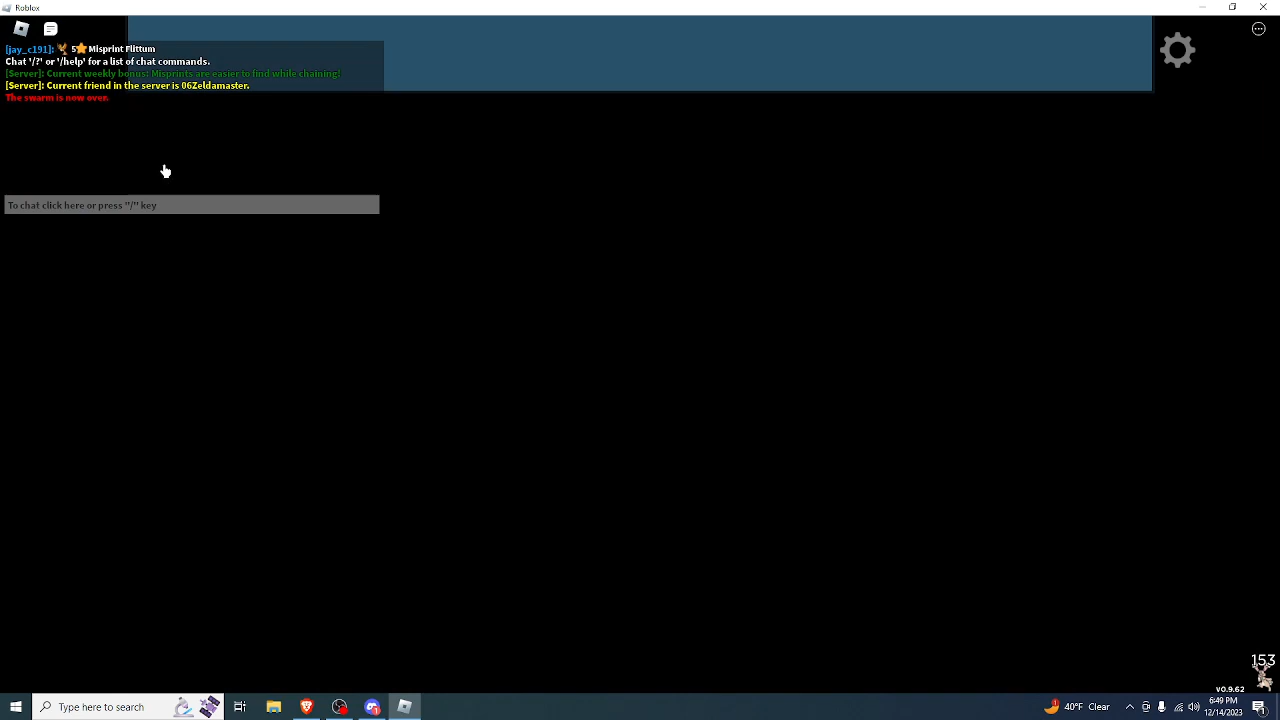 Roblox
[jay_c191]: 5 Misprint Flittum
Chat '/?' or '/help' for a list of chat commands.
[Server]: Current weekly bonus: Misprints are easier to find while chaining!
[Server]: Current friend in the server is 06Zeldamaster.
The swarm is now over.
To chat click here or press "/" key
153
v0.9.62
Type here to search
40°F Clear
6:49 PM
12/14/2023